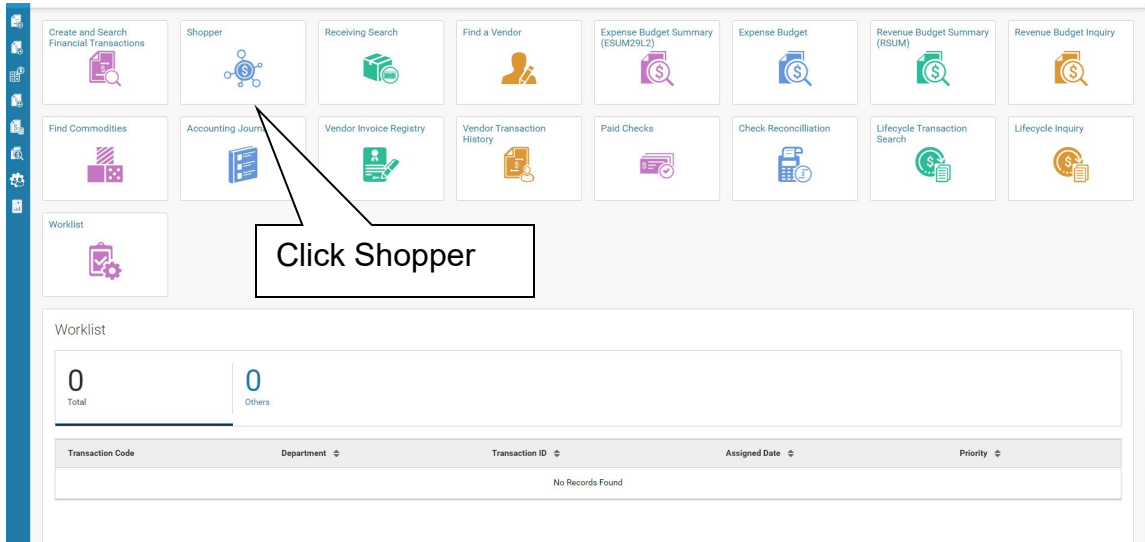 Create and Search
Financial Transactions
Shopper
Receiving Search
Find a Vendor
Expense Budget Summary
(ESUM29L2)
Expense Budget
Revenue Budget Summary
(RSUM)
Revenue Budget Inquiry
Find Commodities
Accounting Journ
Vendor Invoice Registry
Vendor Transaction
History
Paid Checks
Check Reconcilliation
Lifecycle Transaction
Search
Lifecycle Inquiry
Worklist
Click Shopper
Worklist
0
Total
0
Others
Transaction Code
Department
Transaction ID
Assigned Date
Priority
No Records Found